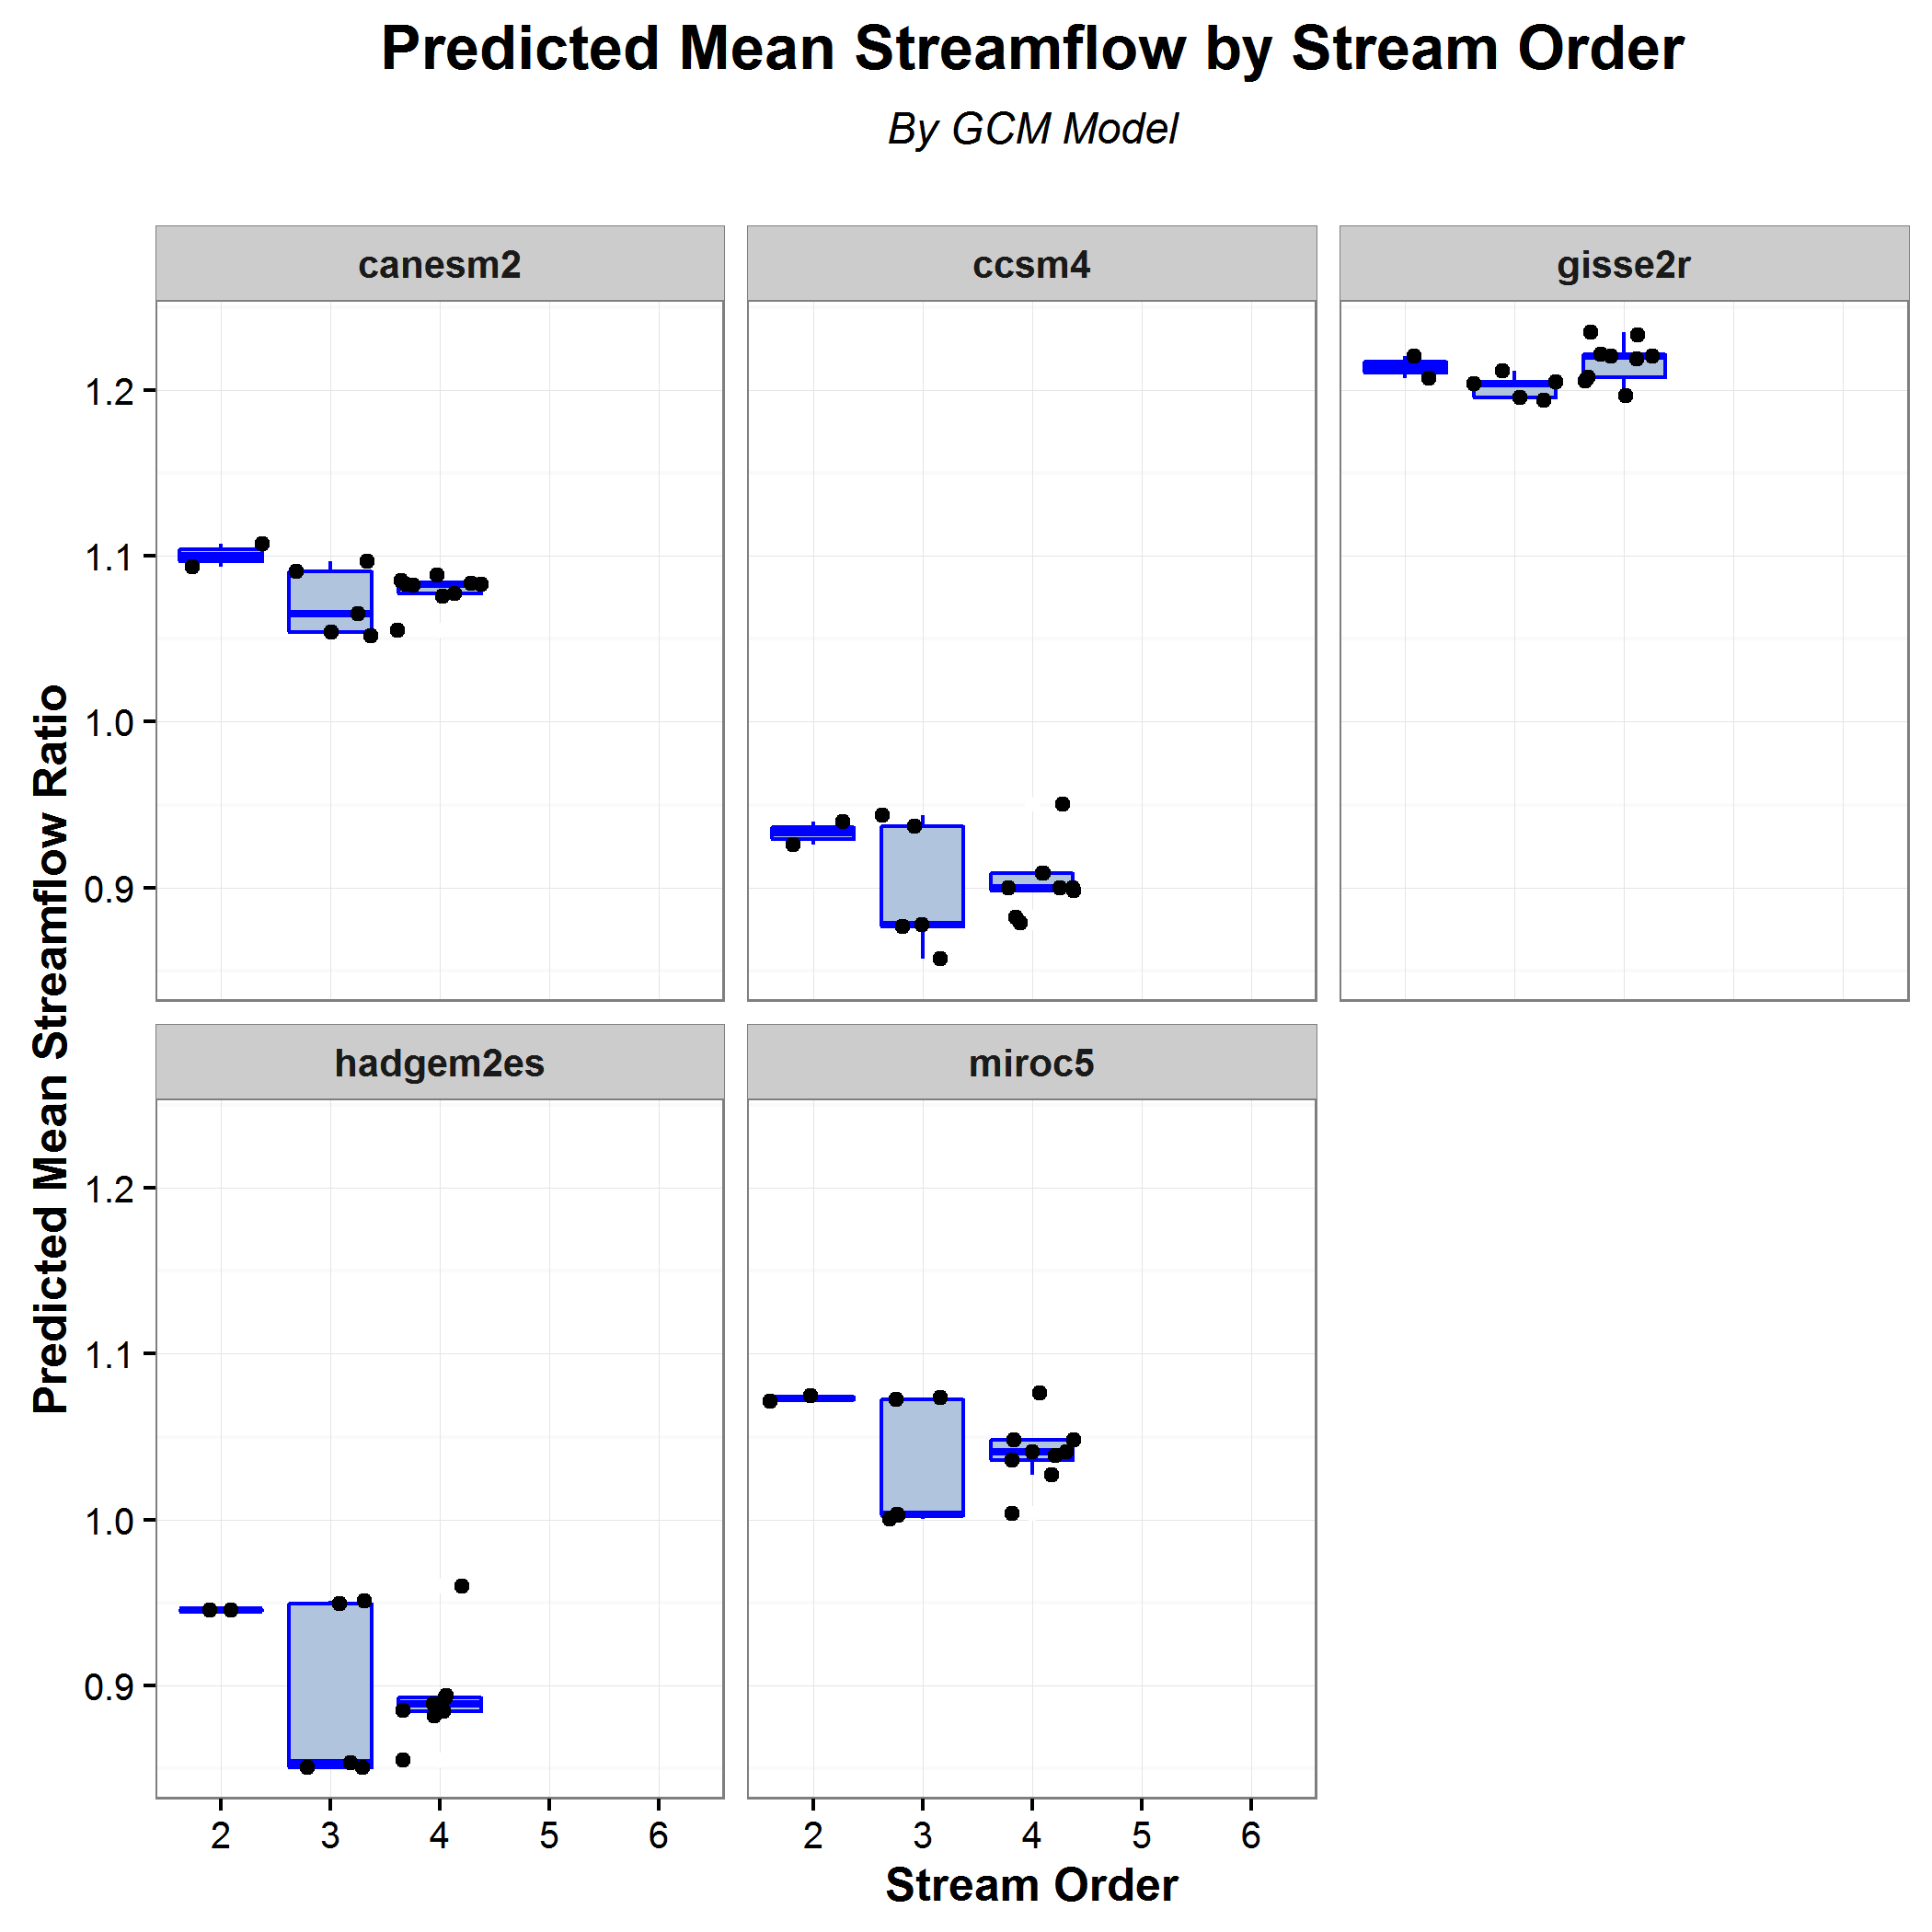 Predicted Mean Streamflow by Stream Order
By GCM Model
canesm2
ccsm4
gisse2r
1.2
1.1
1.0
0.9
hadgem2es
miroc5
1.2
1.1
1.0
0.9
Predicted Mean Streamflow Ratio
2 3 4 5 6
2 3 4 5 6
Stream Order